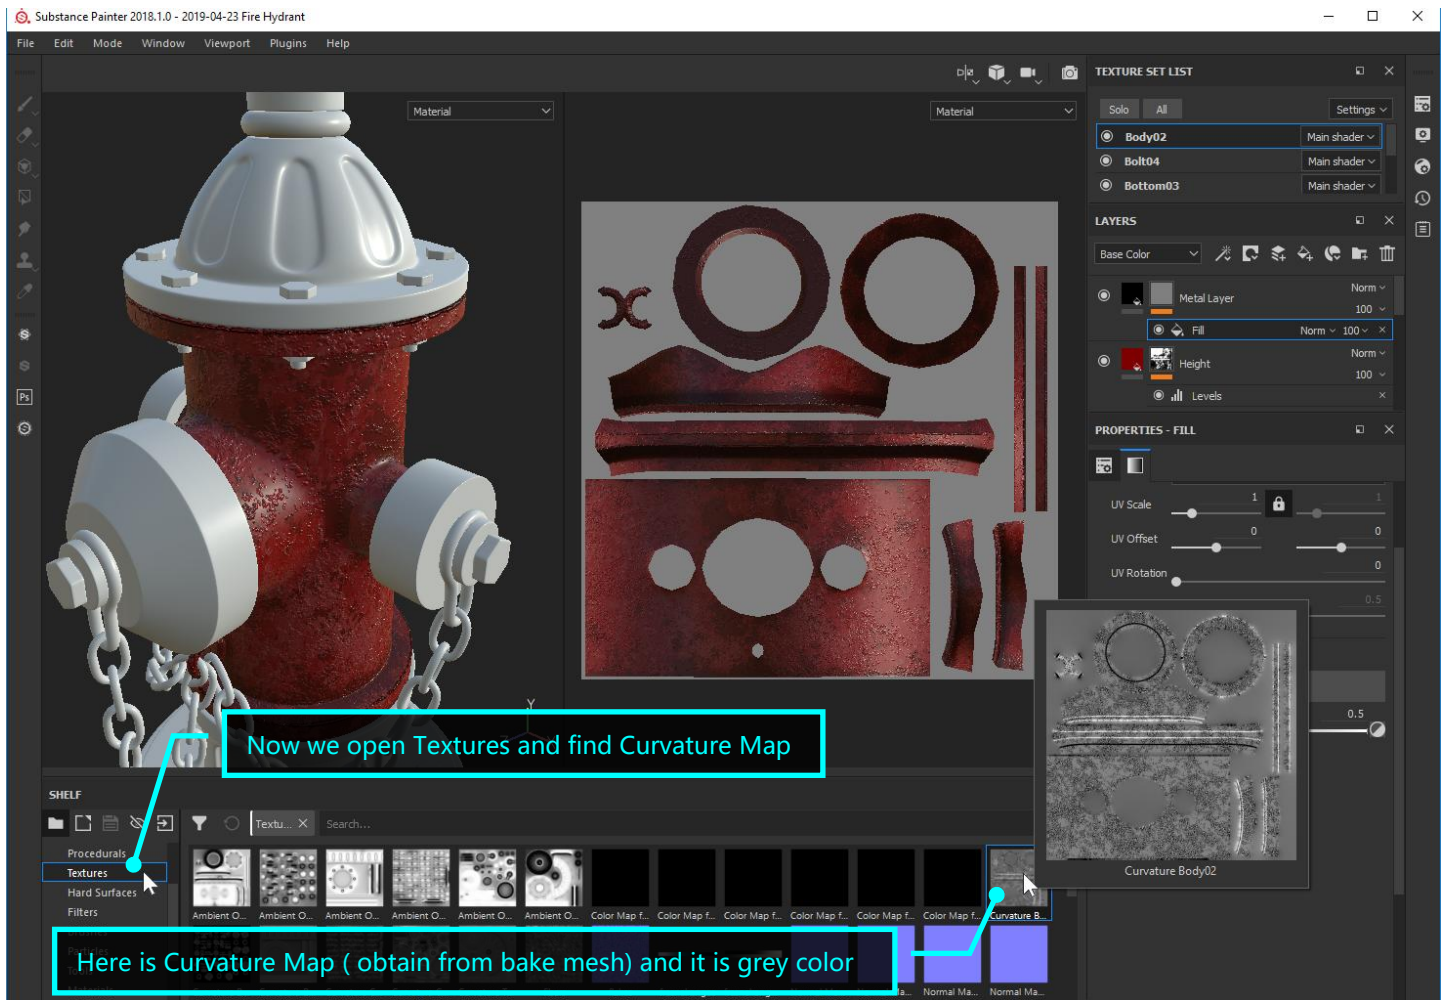 Substance Painter 2018.1.0 - 2019-04-23 Fire Hydrant
File Edit Mode Window Viewport Plugins Help
Material
Material
TEXTURE SET LIST
Solo All Settings
Body02 Main shader
Bolt04 Main shader
Bottom03 Main shader
LAYERS
Base Color
Metal Layer Norm
100
Fill Norm 100
Height Norm
100
Levels
PROPERTIES - FILL
UV Scale 1 1
UV Offset 0 0
UV Rotation 0
0.5
0.5
Curvature Body02
Y
Now we open Textures and find Curvature Map
SHELF
Textu... Search...
Procedurals
Textures
Hard Surfaces
Filters
Ps
Ambient O... Ambient O... Ambient O... Ambient O... Ambient O... Ambient O... Color Map f... Color Map f... Color Map f... Color Map f... Color Map f... Color Map f... Curvature B...
Here is Curvature Map ( obtain from bake mesh) and it is grey color
Normal Ma... Normal Ma...